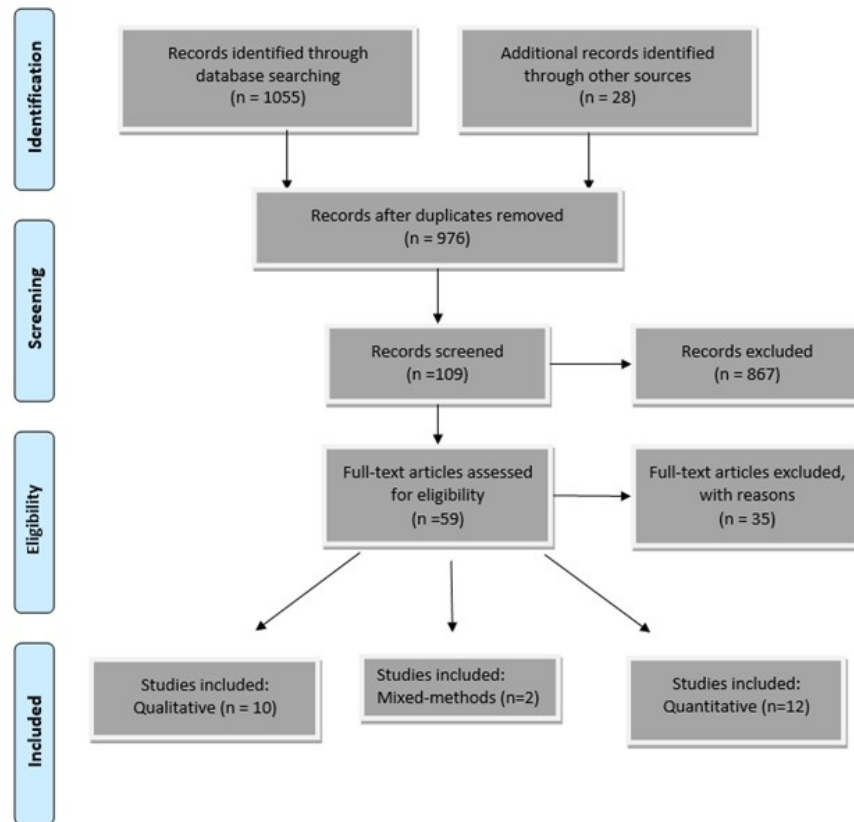 Identification
Records identified through
database searching
(n = 1055)
Additional records identified
through other sources
(n = 28)
Records after duplicates removed
(n = 976)
Screening
Records screened
(n =109)
Records excluded
(n = 867)
Eligibility
Full-text articles assessed
for eligibility
(n =59)
Full-text articles excluded,
with reasons
(n = 35)
Included
Studies included:
Qualitative (n = 10)
Studies included:
Mixed-methods (n=2)
Studies included:
Quantitative (n=12)